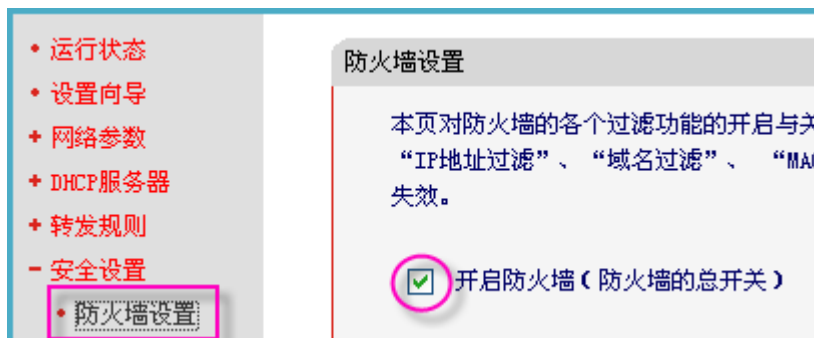 • 运行状态
• 设置向导
+ 网络参数
+ DHCP服务器
+ 转发规则
- 安全设置
• 防火墙设置
防火墙设置
本页对防火墙的各个过滤功能的开启与关
“IP地址过滤”、“域名过滤”、 “MA
失效。
开启防火墙（防火墙的总开关）